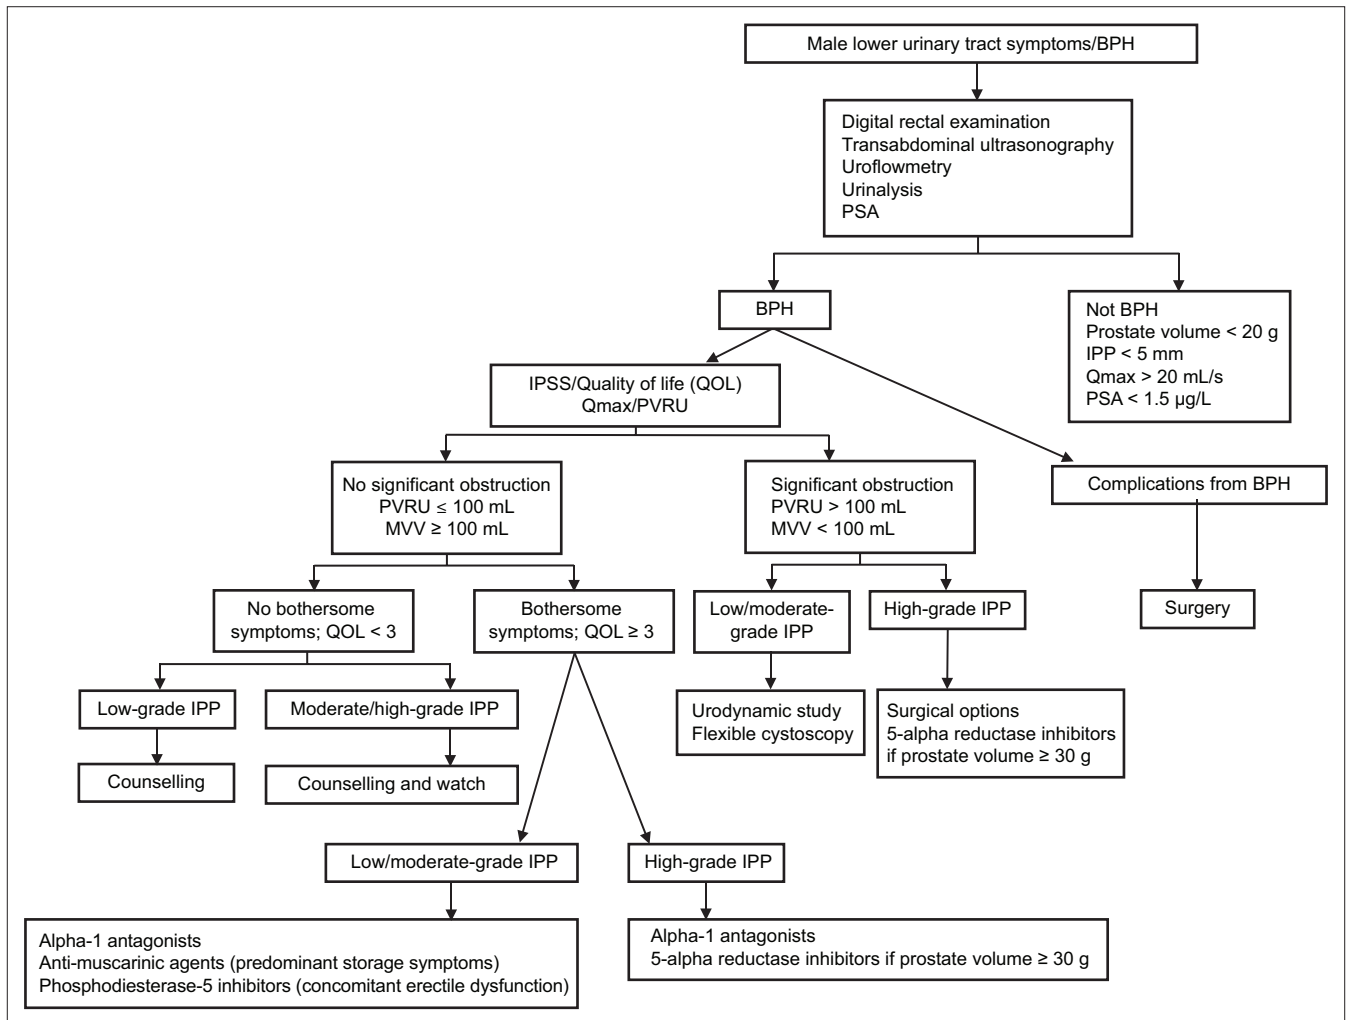 Male lower urinary tract symptoms/BPH
Digital rectal examination
Transabdominal ultrasonography
Uroflowmetry
Urinalysis
PSA
BPH
Not BPH
Prostate volume < 20 g
IPP < 5 mm
Qmax > 20 mL/s
PSA < 1.5 µg/L
IPSS/Quality of life (QOL)
Qmax/PVRU
No significant obstruction
PVRU ≤ 100 mL
MVV ≥ 100 mL
Significant obstruction
PVRU > 100 mL
MVV < 100 mL
Complications from BPH
No bothersome
symptoms; QOL < 3
Bothersome
symptoms; QOL ≥ 3
Low/moderate-
grade IPP
High-grade IPP
Surgery
Low-grade IPP
Moderate/high-grade IPP
Urodynamic study
Flexible cystoscopy
Surgical options
5-alpha reductase inhibitors
if prostate volume ≥ 30 g
Counselling
Counselling and watch
Low/moderate-grade IPP
High-grade IPP
Alpha-1 antagonists
Anti-muscarinic agents (predominant storage symptoms)
Phosphodiesterase-5 inhibitors (concomitant erectile dysfunction)
Alpha-1 antagonists
5-alpha reductase inhibitors if prostate volume ≥ 30 g